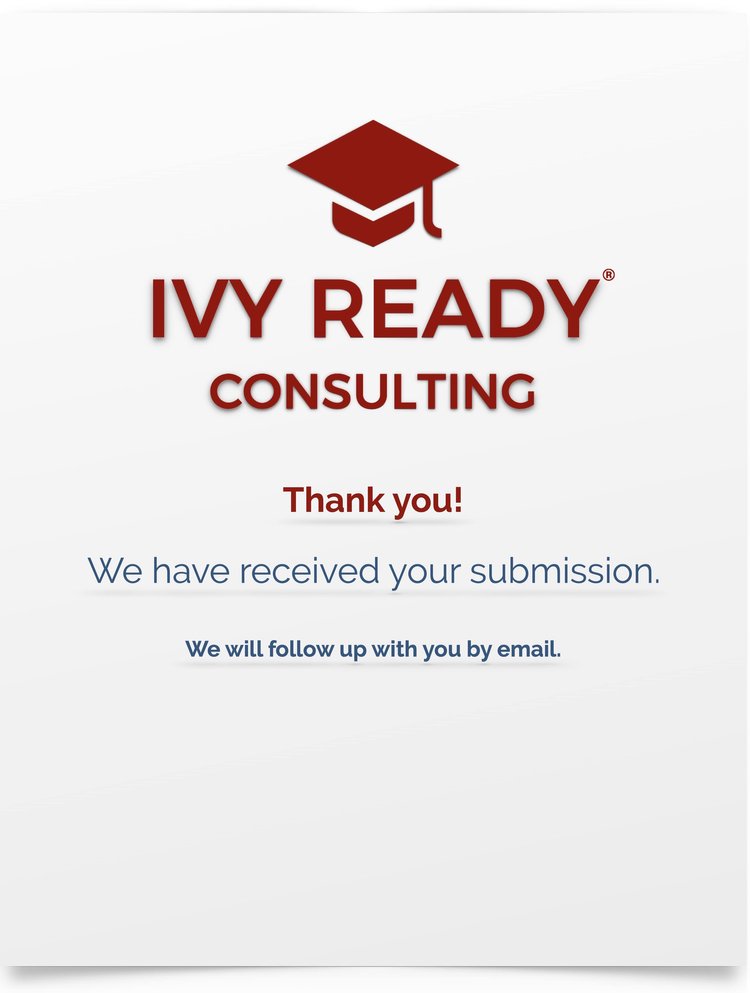 IVY READY®
CONSULTING
Thank you!
We have received your submission.
We will follow up with you by email.